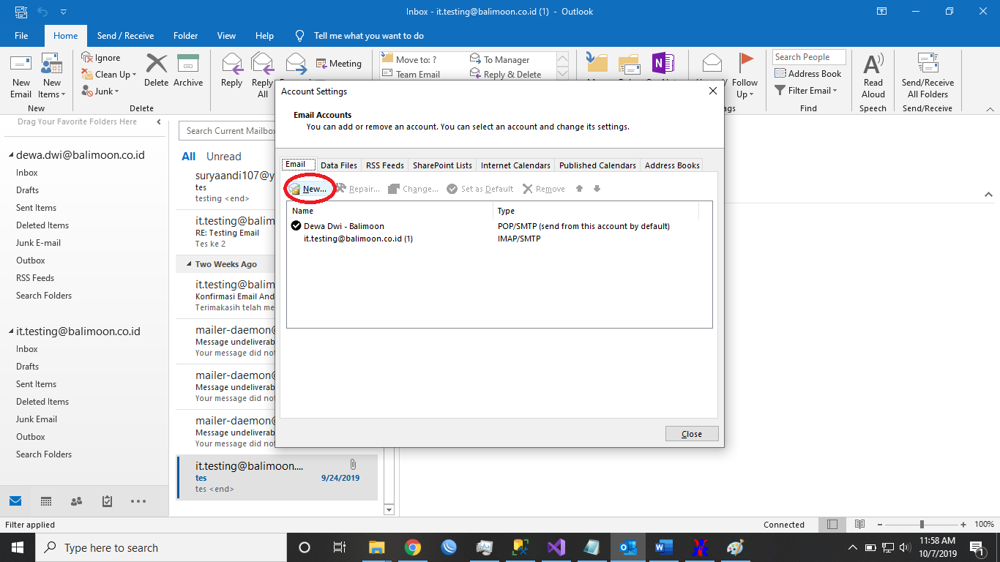 Inbox - it.testing@balimoon.co.id (1) - Outlook
File Home Send / Receive Folder View Help Tell me what you want to do
New Email
New Items
New
Ignore
Clean Up
Junk
Delete
Archive
Delete
Reply
Reply All
Meeting
Move to: ?
Team Email
To Manager
Reply & Delete
Follow Up
Search People
Address Book
Filter Email
Find
Read Aloud
Speech
Send/Receive All Folders
Send/Receive
Drag Your Favorite Folders Here
dewa.dwi@balimoon.co.id
Inbox
Drafts
Sent Items
Deleted Items
Junk E-mail
Outbox
RSS Feeds
Search Folders
it.testing@balimoon.co.id
Inbox
Drafts
Sent Items
Deleted Items
Junk Email
Outbox
Search Folders
Search Current Mailbox
All Unread
suryaandi107@y
tes
testing <end>
it.testing@balim
RE: Testing Email
Tes ke 2
Two Weeks Ago
it.testing@balim
Konfirmasi Email And
Terimakasih telah me
mailer-daemon@
Message undeliverab
Your message did not
mailer-daemon@
Message undeliverab
Your message did not
mailer-daemon@
Message undeliverab
Your message did not
it.testing@balimoon....
tes 9/24/2019
tes <end>
Account Settings
Email Accounts
You can add or remove an account. You can select an account and change its settings.
Email Data Files RSS Feeds SharePoint Lists Internet Calendars Published Calendars Address Books
New... Repair... Change... Set as Default Remove
Name Type
Dewa Dwi - Balimoon POP/SMTP (send from this account by default)
it.testing@balimoon.co.id (1) IMAP/SMTP
Close
Filter applied Connected 100%
Type here to search
11:58 AM
10/7/2019
1